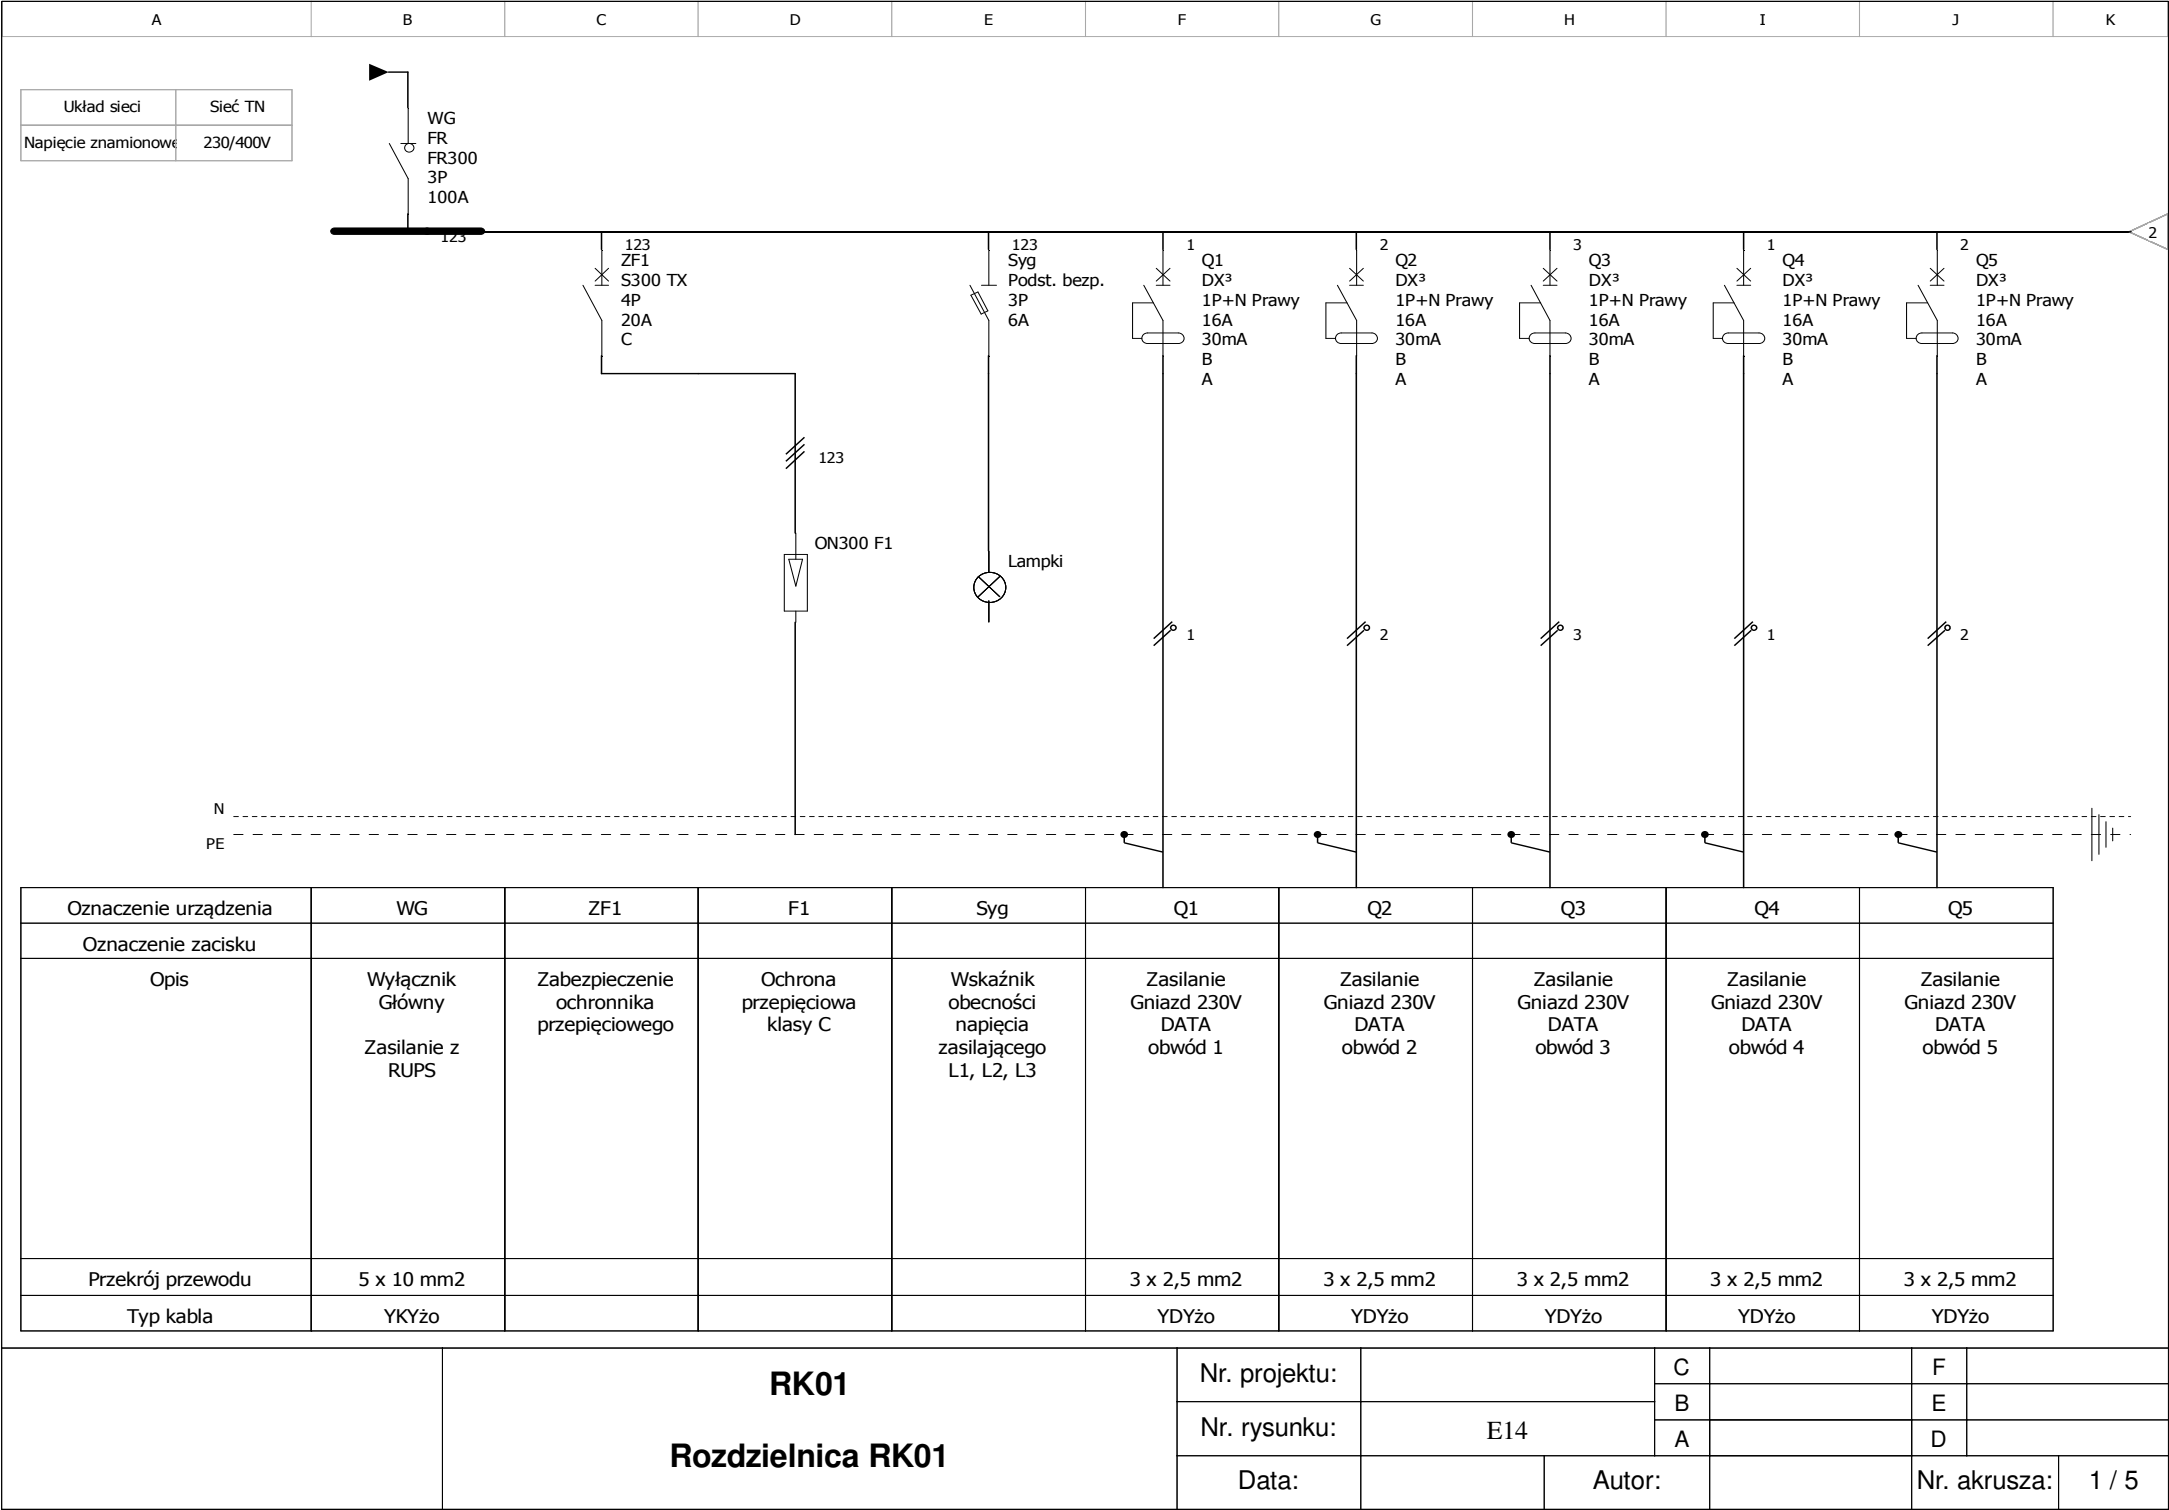 A B C D E F G H I J K
Układ sieci Sieć TN
Napięcie znamionowe 230/400V
WG
FR
FR300
3P
100A
123
2
123
ZF1
S300 TX
4P
20A
C
123
Syg
Podst. bezp.
3P
6A
1
Q1
DX³
1P+N Prawy
16A
30mA
B
A
2
Q2
DX³
1P+N Prawy
16A
30mA
B
A
3
Q3
DX³
1P+N Prawy
16A
30mA
B
A
1
Q4
DX³
1P+N Prawy
16A
30mA
B
A
2
Q5
DX³
1P+N Prawy
16A
30mA
B
A
123
ON300 F1
Lampki
1 2 3 1 2
N
PE
Oznaczenie urządzenia WG ZF1 F1 Syg Q1 Q2 Q3 Q4 Q5
Oznaczenie zacisku
Opis
Wyłącznik
Główny
Zasilanie z
RUPS
Zabezpieczenie
ochronnika
przepięciowego
Ochrona
przepięciowa
klasy C
Wskaźnik
obecności
napięcia
zasilającego
L1, L2, L3
Zasilanie
Gniazd 230V
DATA
obwód 1
Zasilanie
Gniazd 230V
DATA
obwód 2
Zasilanie
Gniazd 230V
DATA
obwód 3
Zasilanie
Gniazd 230V
DATA
obwód 4
Zasilanie
Gniazd 230V
DATA
obwód 5
Przekrój przewodu 5 x 10 mm2 3 x 2,5 mm2 3 x 2,5 mm2 3 x 2,5 mm2 3 x 2,5 mm2 3 x 2,5 mm2
Typ kabla YKYżo YDYżo YDYżo YDYżo YDYżo YDYżo
RK01
Rozdzielnica RK01
Nr. projektu:
Nr. rysunku: E14
Data: Autor:
C F
B E
A D
Nr. akrusza: 1 / 5